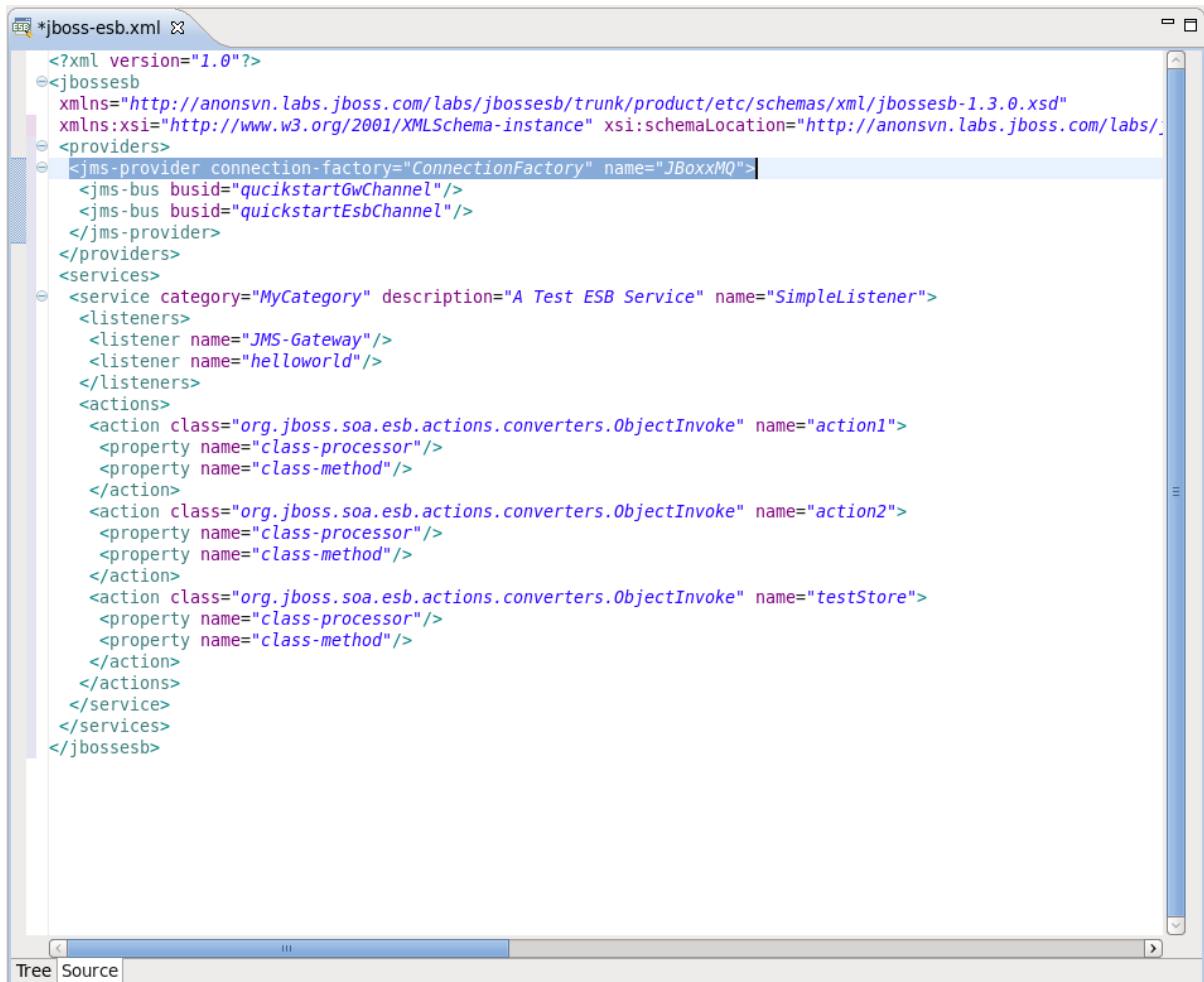 *jboss-esb.xml
<?xml version="1.0"?>
<jbossesb
xmlns="http://anonsvn.labs.jboss.com/labs/jbossesb/trunk/product/etc/schemas/xml/jbossesb-1.3.0.xsd"
xmlns:xsi="http://www.w3.org/2001/XMLSchema-instance" xsi:schemaLocation="http://anonsvn.labs.jboss.com/labs/
<providers>
<jms-provider connection-factory="ConnectionFactory" name="JBoxxMQ">
<jms-bus busid="qucikstartGwChannel"/>
<jms-bus busid="quickstartEsbChannel"/>
</jms-provider>
</providers>
<services>
<service category="MyCategory" description="A Test ESB Service" name="SimpleListener">
<listeners>
<listener name="JMS-Gateway"/>
<listener name="helloworld"/>
</listeners>
<actions>
<action class="org.jboss.soa.esb.actions.converters.ObjectInvoke" name="action1">
<property name="class-processor"/>
<property name="class-method"/>
</action>
<action class="org.jboss.soa.esb.actions.converters.ObjectInvoke" name="action2">
<property name="class-processor"/>
<property name="class-method"/>
</action>
<action class="org.jboss.soa.esb.actions.converters.ObjectInvoke" name="testStore">
<property name="class-processor"/>
<property name="class-method"/>
</action>
</actions>
</service>
</services>
</jbossesb>
Tree Source